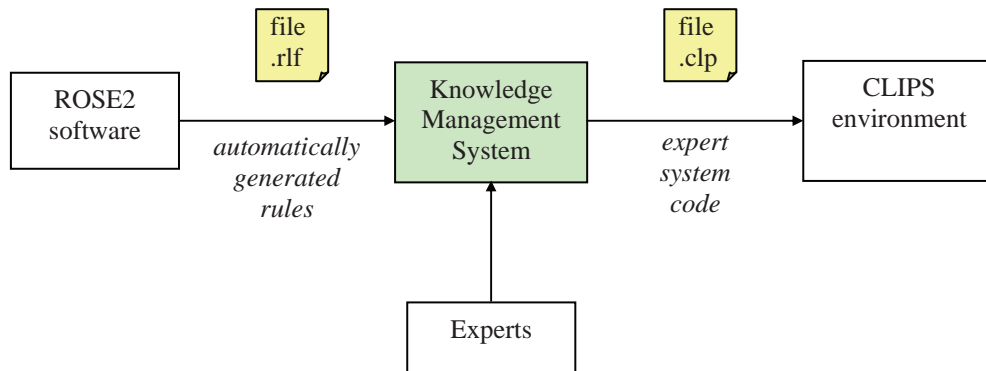 file
.rlf
file
.clp
ROSE2
software
Knowledge
Management
System
CLIPS
environment
automatically
generated
rules
expert
system
code
Experts